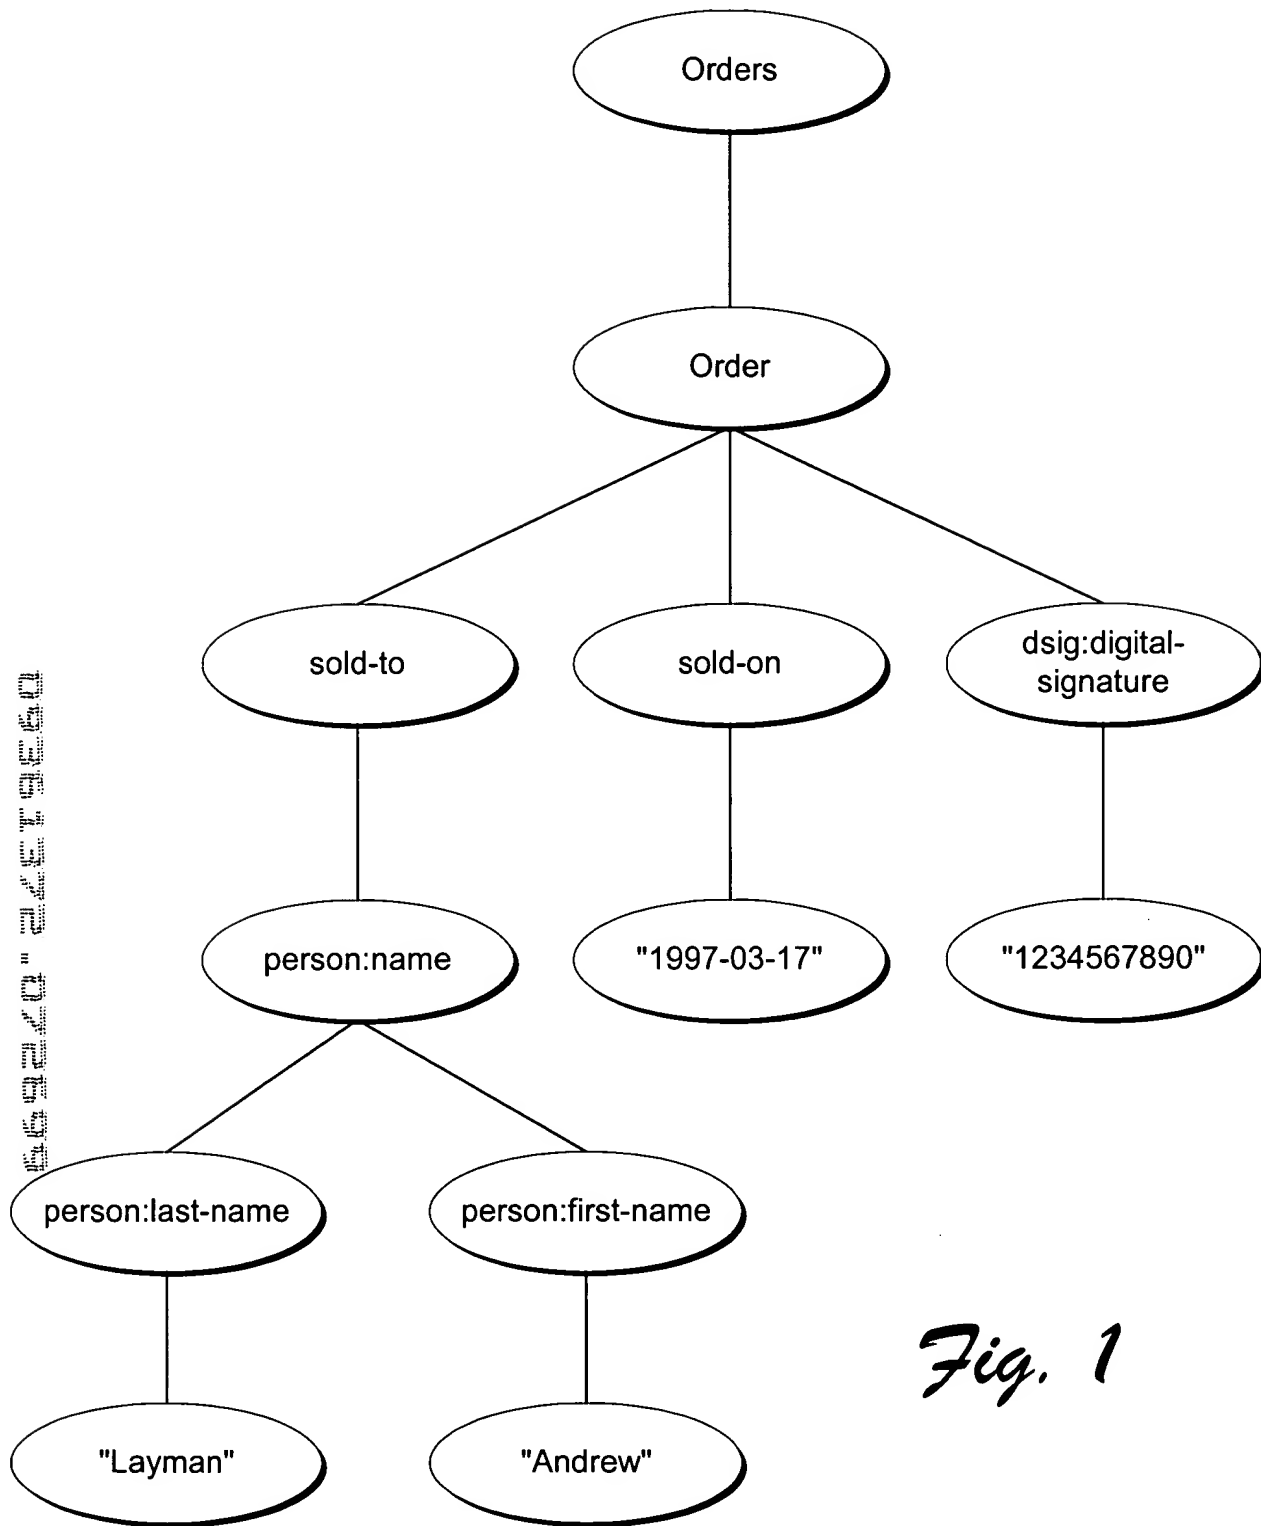 Orders
Order
sold-to
sold-on
dsig:digital-
signature
person:name
"1997-03-17"
"1234567890"
person:last-name
person:first-name
"Layman"
"Andrew"
Fig. 1